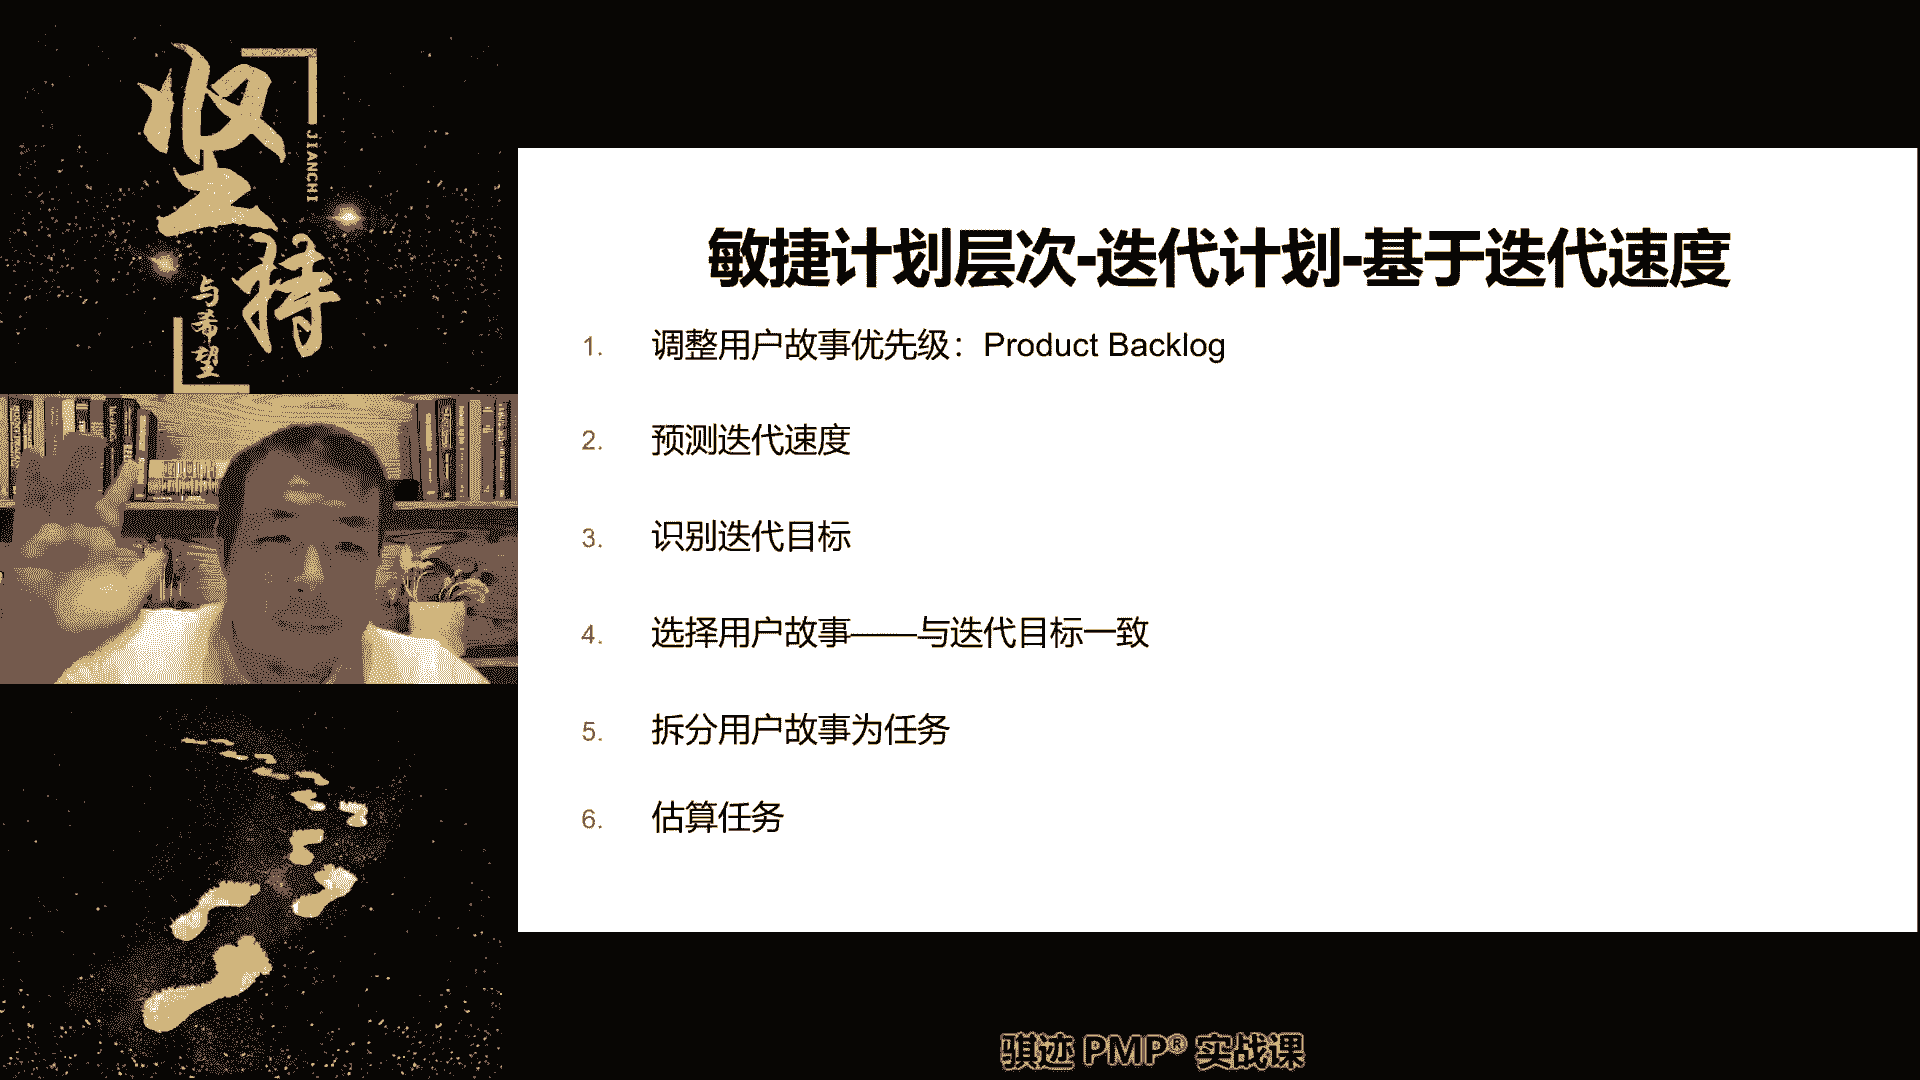 坚持
JIANCHI
与希望
敏捷计划层次-迭代计划-基于迭代速度
1. 调整用户故事优先级：Product Backlog
2. 预测迭代速度
3. 识别迭代目标
4. 选择用户故事——与迭代目标一致
5. 拆分用户故事为任务
6. 估算任务
骐迹 PMP® 实战课